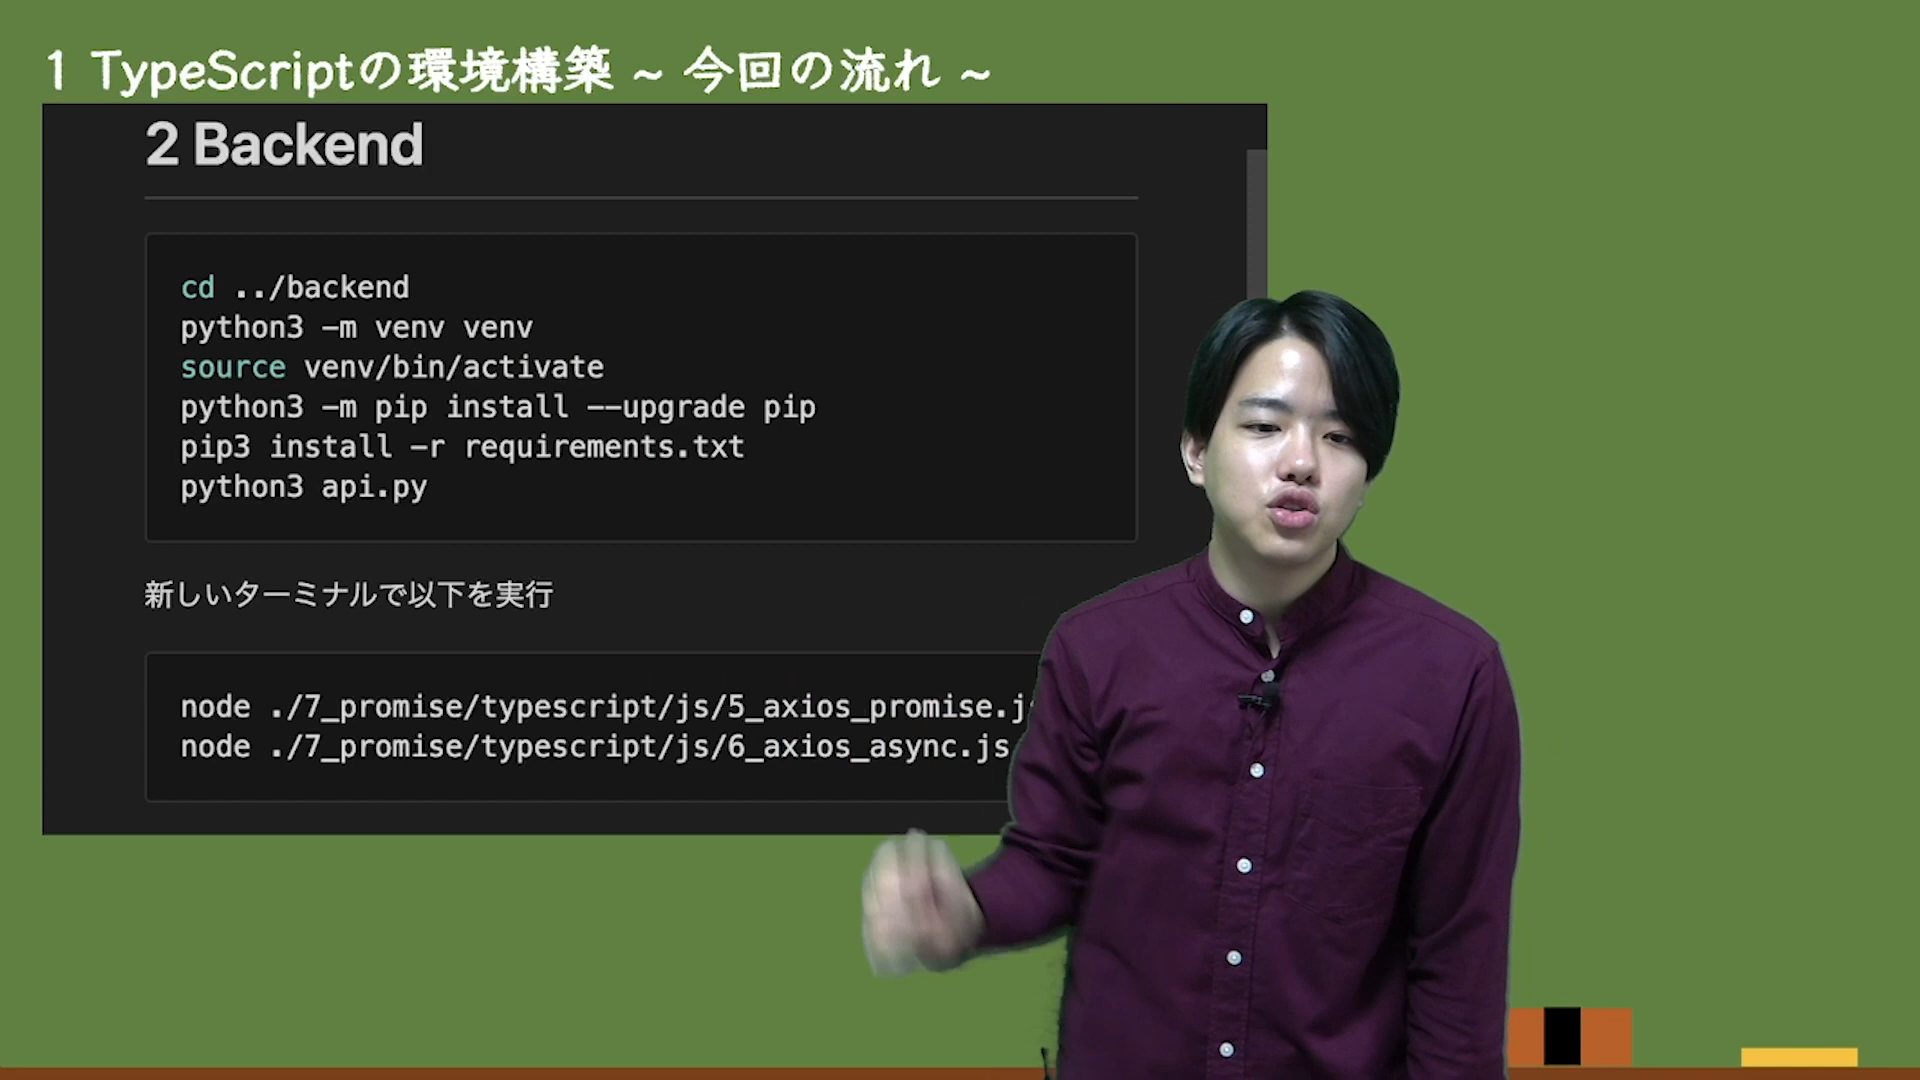 1 TypeScriptの環境構築 ~ 今回の流れ ~
2 Backend
cd ../backend
python3 -m venv venv
source venv/bin/activate
python3 -m pip install --upgrade pip
pip3 install -r requirements.txt
python3 api.py
新しいターミナルで以下を実行
node ./7_promise/typescript/js/5_axios_promise.j
node ./7_promise/typescript/js/6_axios_async.js